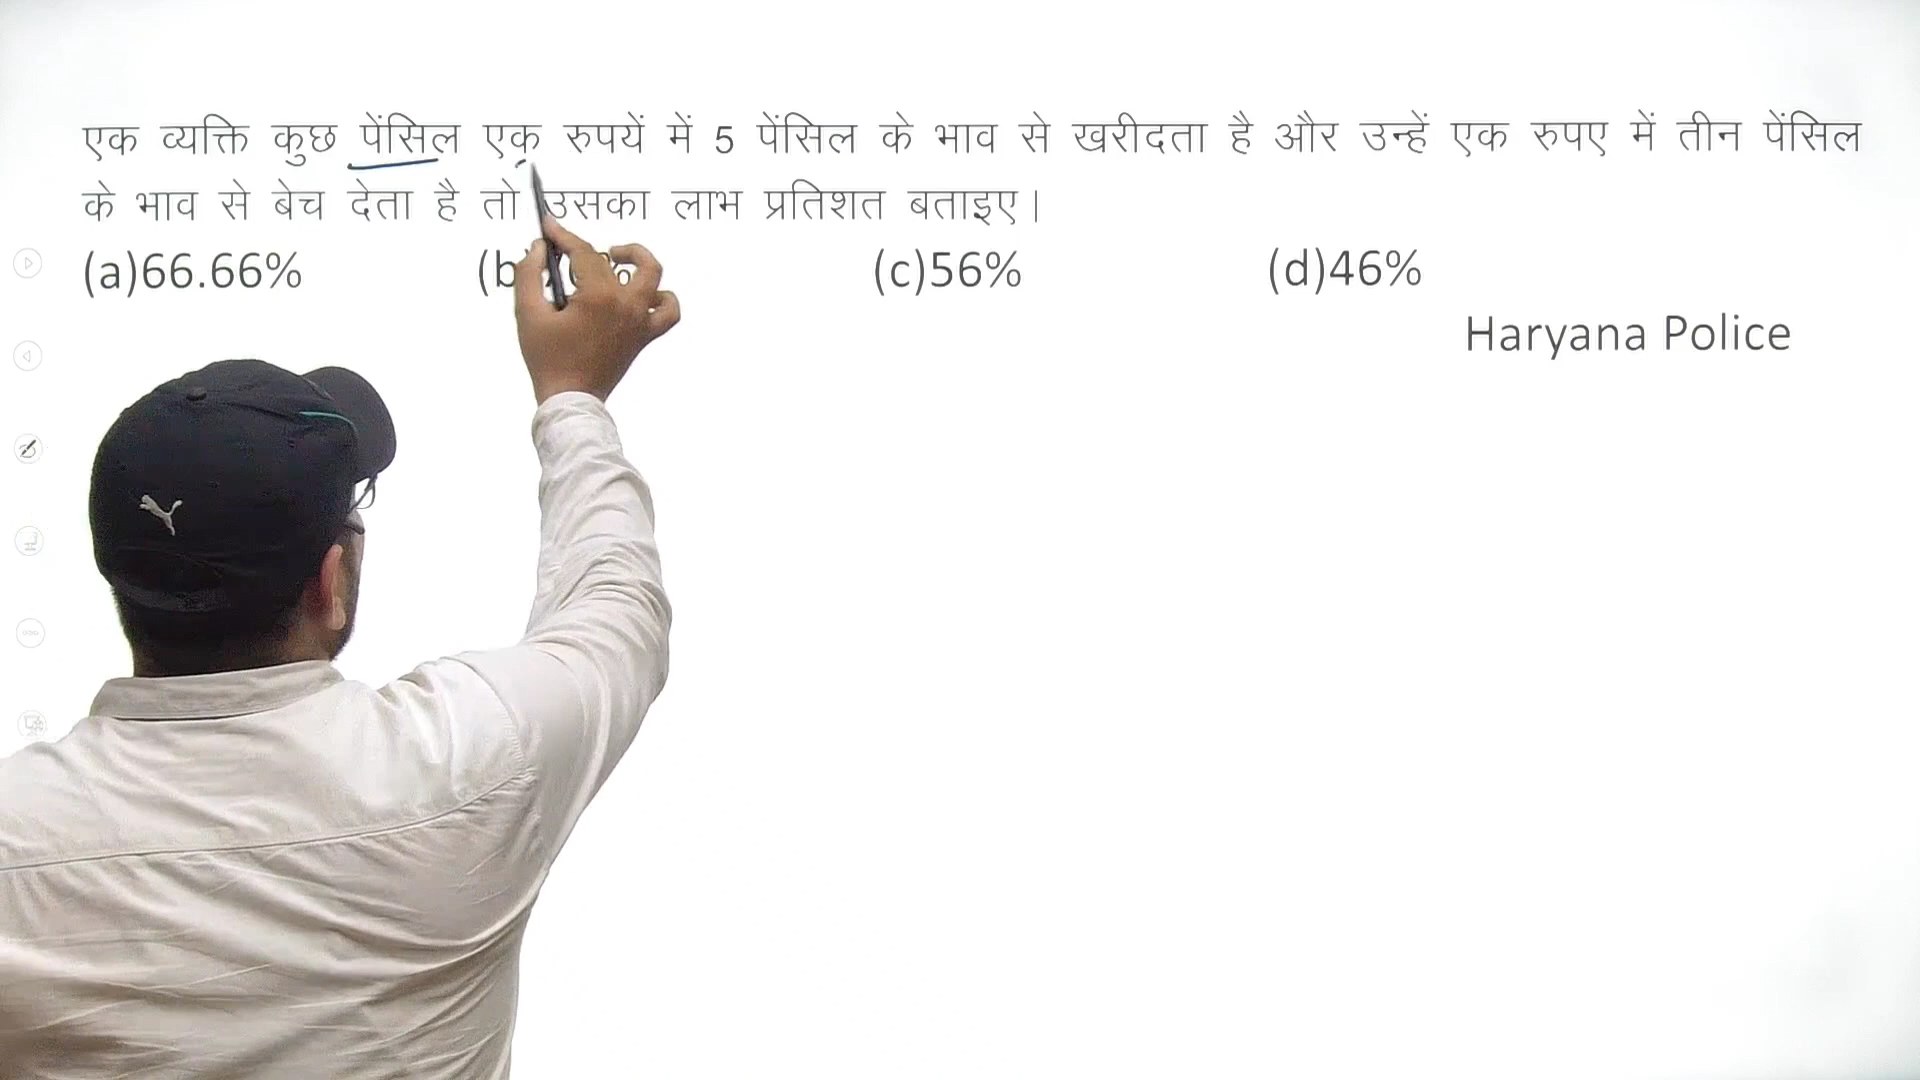 एक व्यक्ति कुछ पेंसिल एक रुपयें में 5 पेंसिल के भाव से खरीदता है और उन्हें एक रुपए में तीन पेंसिल
के भाव से बेच देता है तो उसका लाभ प्रतिशत बताइए।
(a)66.66% (c)56% (d)46%
Haryana Police